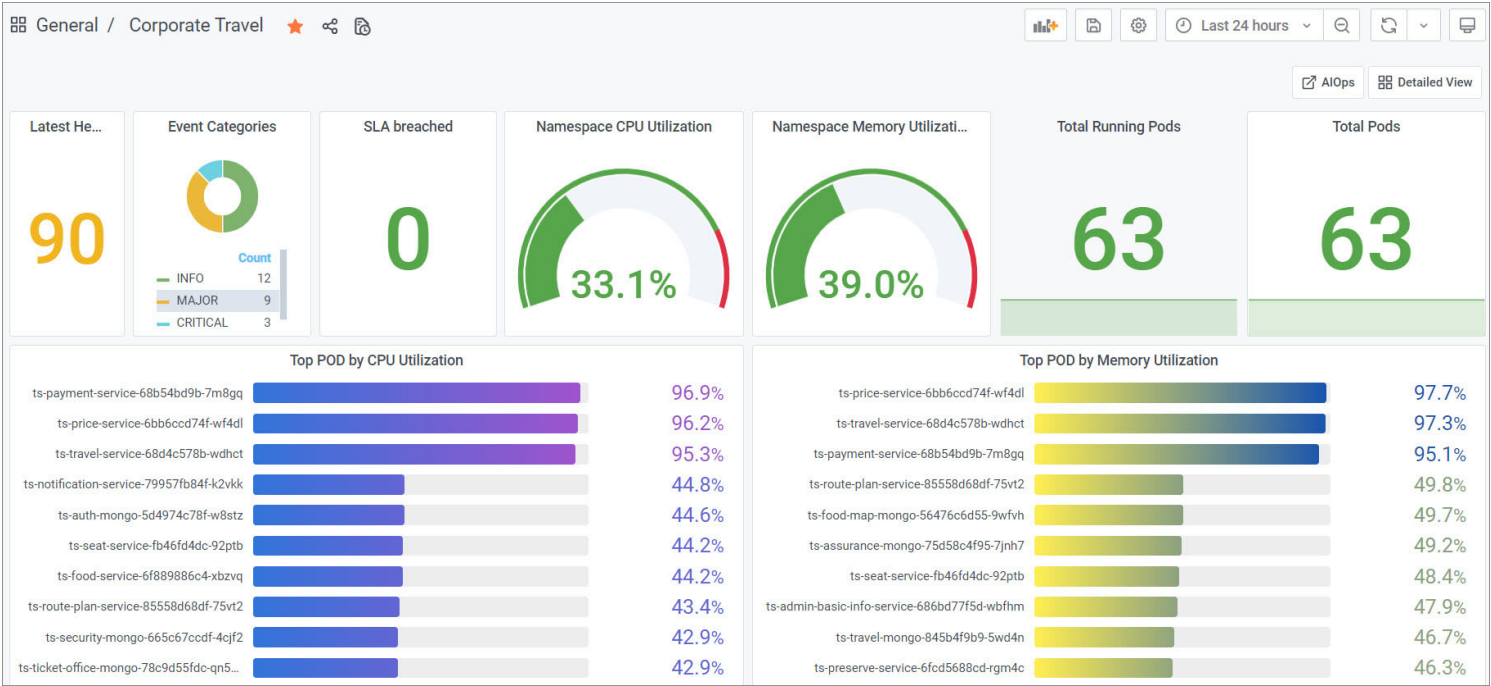 General / Corporate Travel
Last 24 hours
AIOps
Detailed View
Latest He...
90
Event Categories
Count
INFO 12
MAJOR 9
CRITICAL 3
SLA breached
0
Namespace CPU Utilization
33.1%
Namespace Memory Utilizati...
39.0%
Total Running Pods
63
Total Pods
63
Top POD by CPU Utilization
ts-payment-service-68b54bd9b-7m8gq 96.9%
ts-price-service-6bb6ccd74f-wf4dl 96.2%
ts-travel-service-68d4c578b-wdhct 95.3%
ts-notification-service-79957fb84f-k2vkk 44.8%
ts-auth-mongo-5d4974c78f-w8stz 44.6%
ts-seat-service-fb46fd4dc-92ptb 44.2%
ts-food-service-6f889886c4-xbzvq 44.2%
ts-route-plan-service-85558d68df-75vt2 43.4%
ts-security-mongo-665c67ccdf-4cjf2 42.9%
ts-ticket-office-mongo-78c9d55fdc-qn5... 42.9%
Top POD by Memory Utilization
ts-price-service-6bb6ccd74f-wf4dl 97.7%
ts-travel-service-68d4c578b-wdhct 97.3%
ts-payment-service-68b54bd9b-7m8gq 95.1%
ts-route-plan-service-85558d68df-75vt2 49.8%
ts-food-map-mongo-56476c6d55-9wfvh 49.7%
ts-assurance-mongo-75d58c4f95-7jnh7 49.2%
ts-seat-service-fb46fd4dc-92ptb 48.4%
ts-admin-basic-info-service-686bd77f5d-wbfhm 47.9%
ts-travel-mongo-845b4f9b9-5wd4n 46.7%
ts-preserve-service-6fcd5688cd-rgm4c 46.3%